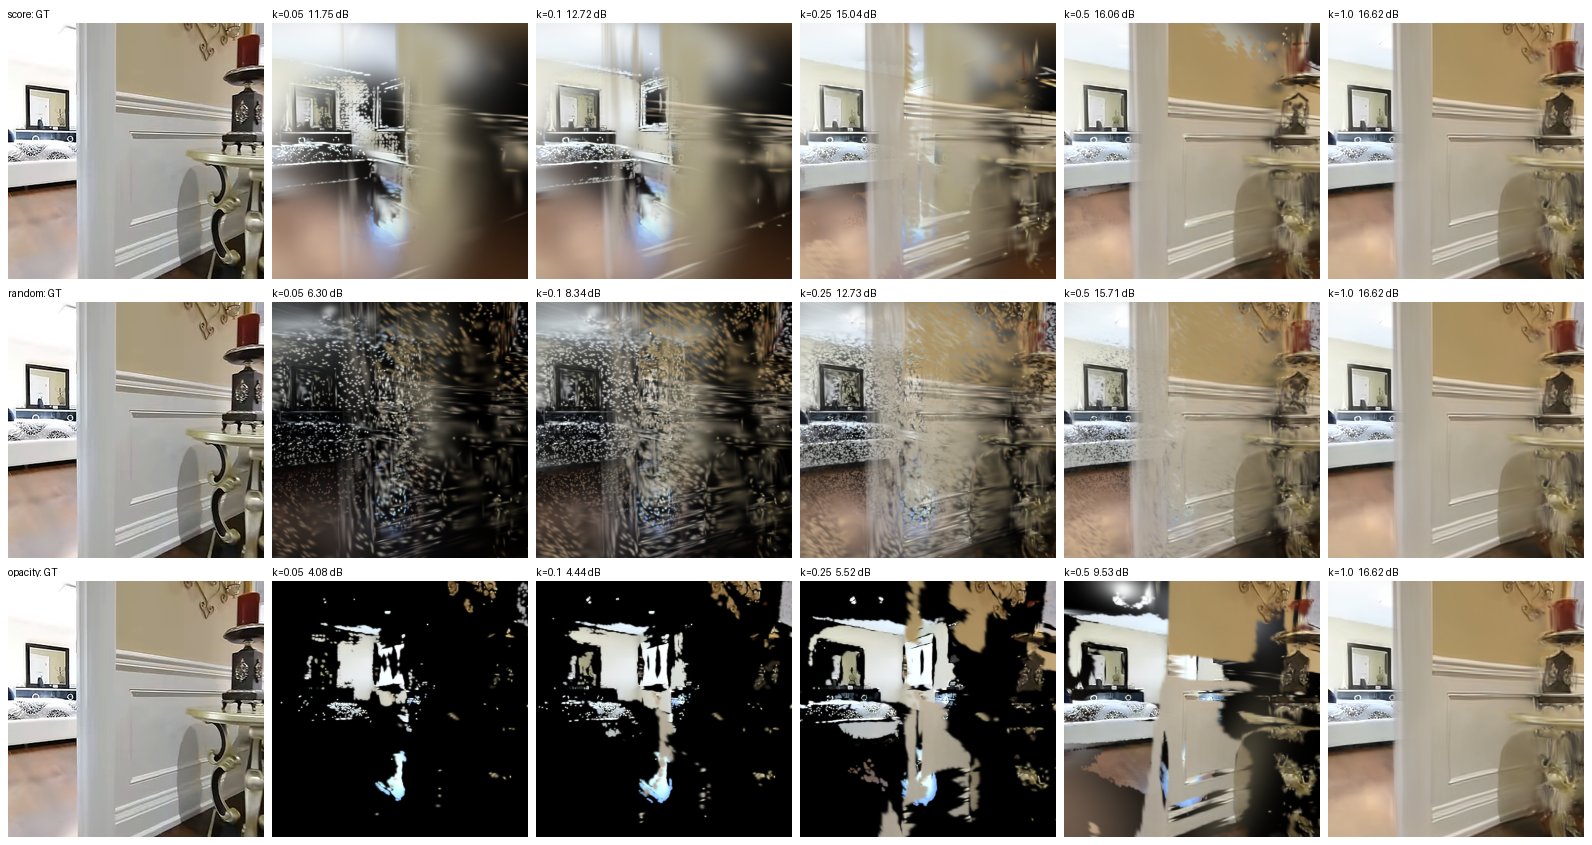 score: GT k=0.05 11.75 dB k=0.1 12.72 dB k=0.25 15.04 dB k=0.5 16.06 dB k=1.0 16.62 dB
random: GT k=0.05 6.30 dB k=0.1 8.34 dB k=0.25 12.73 dB k=0.5 15.71 dB k=1.0 16.62 dB
opacity: GT k=0.05 4.08 dB k=0.1 4.44 dB k=0.25 5.52 dB k=0.5 9.53 dB k=1.0 16.62 dB